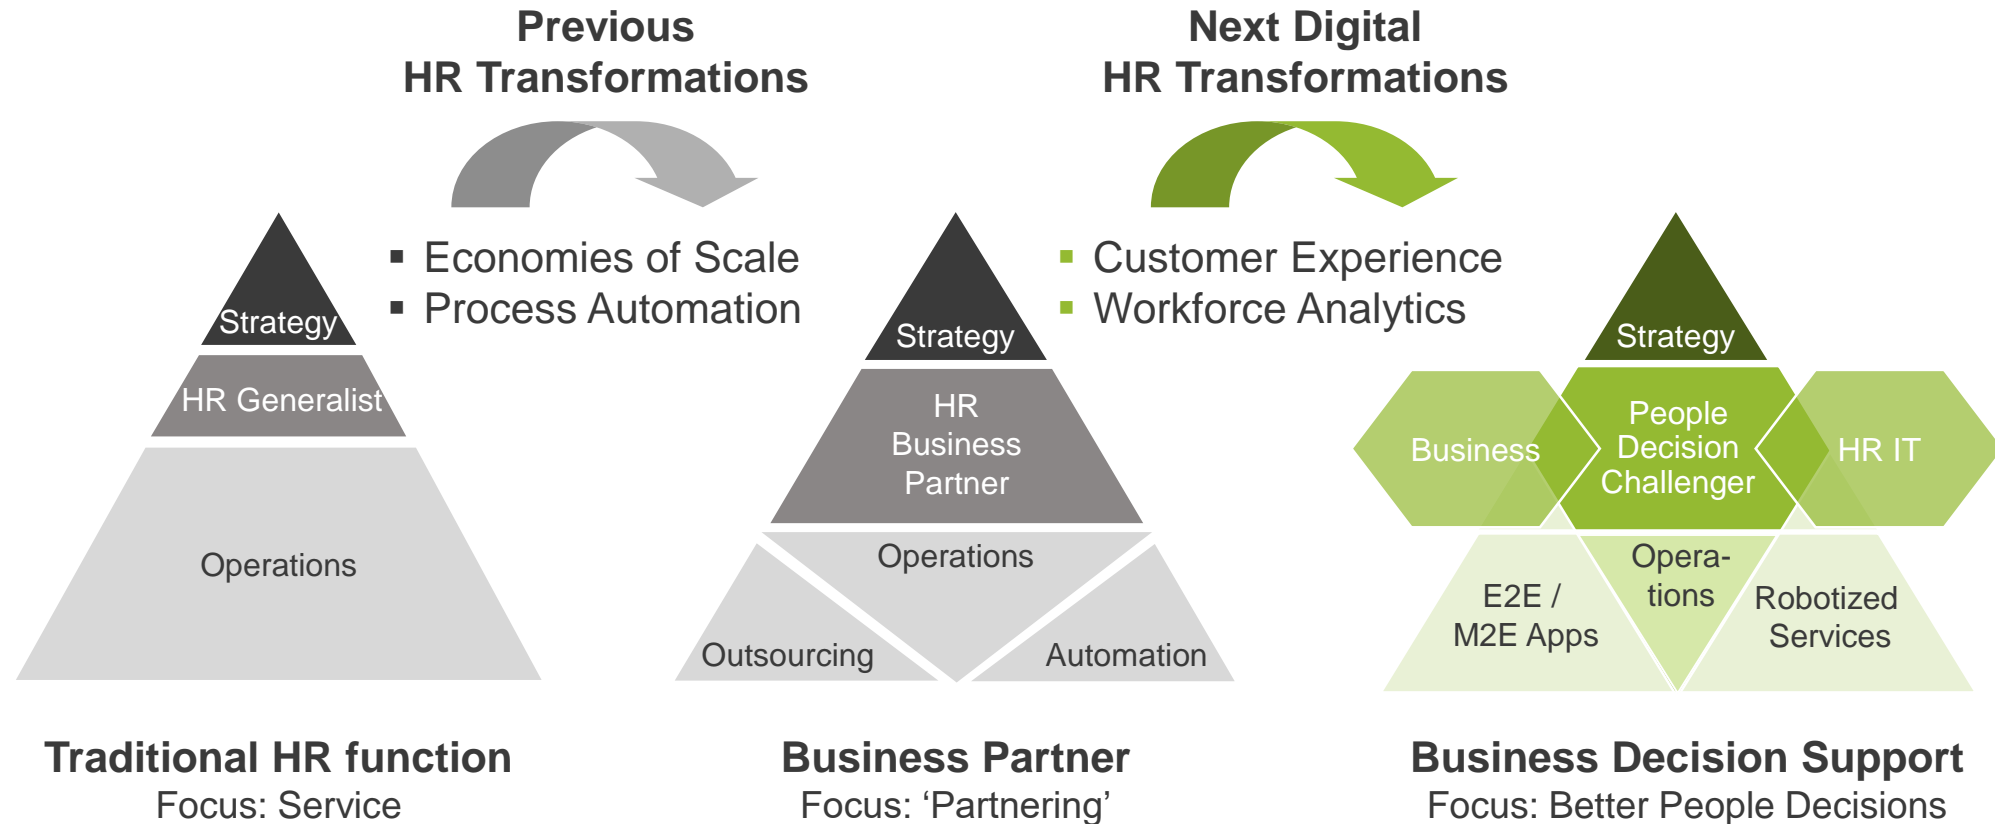 Previous
HR Transformations
Next Digital
HR Transformations
▪ Economies of Scale
▪ Process Automation
▪ Customer Experience
▪ Workforce Analytics
Strategy
HR Generalist
Operations
Strategy
HR
Business
Partner
Operations
Outsourcing
Automation
Strategy
Business
People
Decision
Challenger
HR IT
Opera-
tions
E2E /
M2E Apps
Robotized
Services
Traditional HR function
Focus: Service
Business Partner
Focus: ‘Partnering’
Business Decision Support
Focus: Better People Decisions